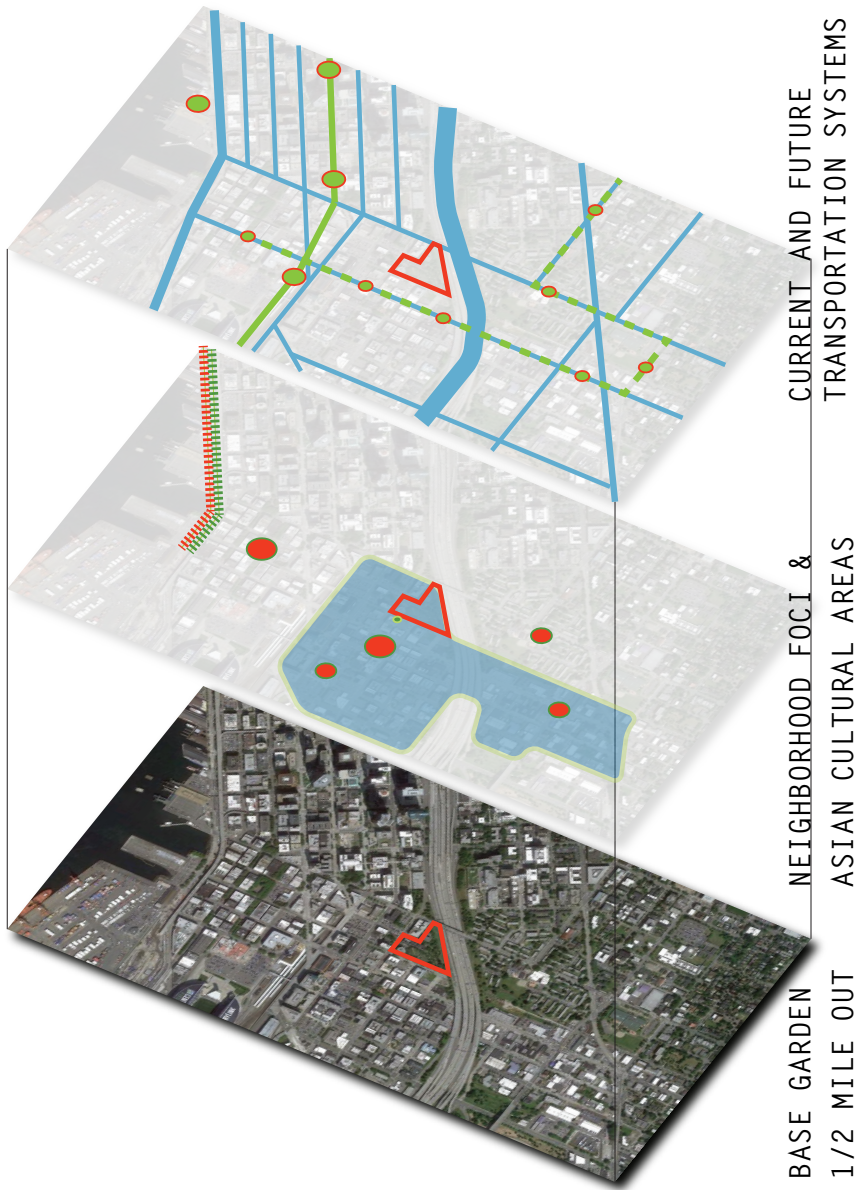 CURRENT AND FUTURE
TRANSPORTATION SYSTEMS
NEIGHBORHOOD FOCI &
ASIAN CULTURAL AREAS
BASE GARDEN
1/2 MILE OUT